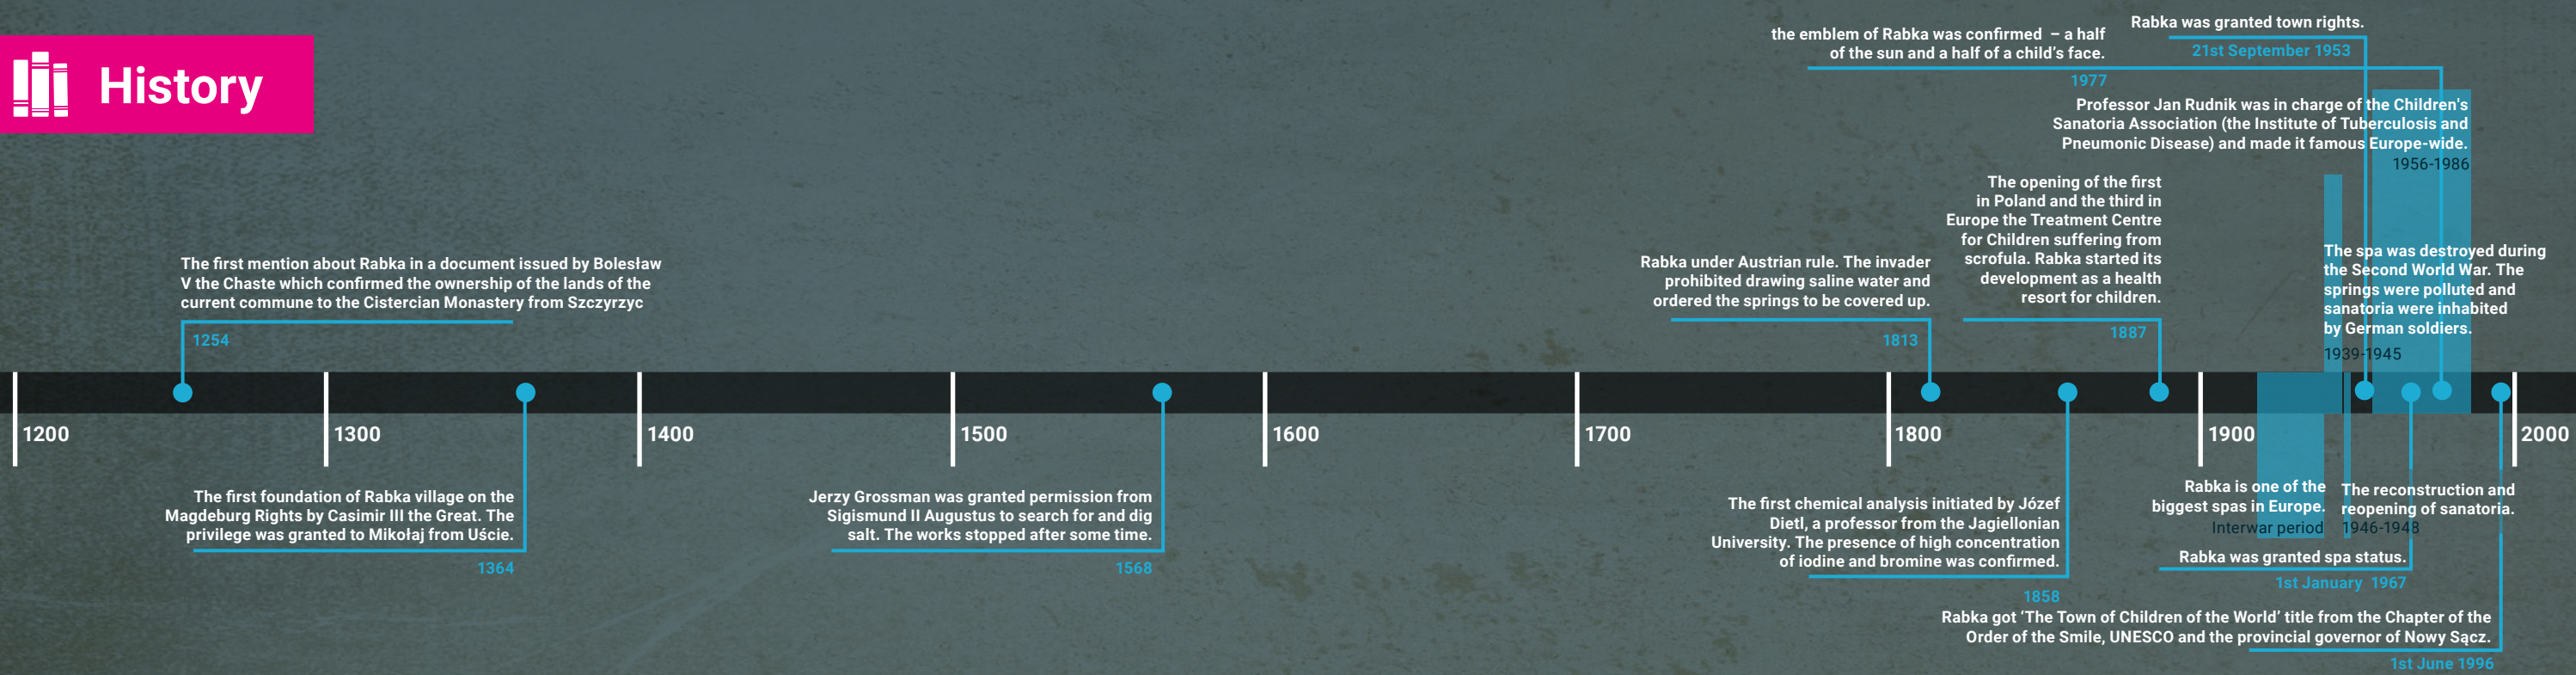 History
Rabka was granted town rights.
21st September 1953
the emblem of Rabka was confirmed – a half
of the sun and a half of a child's face.
1977
Professor Jan Rudnik was in charge of the Children's
Sanatoria Association (the Institute of Tuberculosis and
Pneumonic Disease) and made it famous Europe-wide.
1956-1986
The first mention about Rabka in a document issued by Bolesław
V the Chaste which confirmed the ownership of the lands of the
current commune to the Cistercian Monastery from Szczyrzyc
1254
Rabka under Austrian rule. The invader
prohibited drawing saline water and
ordered the springs to be covered up.
1813
The opening of the first
in Poland and the third in
Europe the Treatment Centre
for Children suffering from
scrofula. Rabka started its
development as a health
resort for children.
1887
The spa was destroyed during
the Second World War. The
springs were polluted and
sanatoria were inhabited
by German soldiers.
1939-1945
1200
1300
1400
1500
1600
1700
1800
1900
2000
The first foundation of Rabka village on the
Magdeburg Rights by Casimir III the Great. The
privilege was granted to Mikołaj from Uście.
1364
Jerzy Grossman was granted permission from
Sigismund II Augustus to search for and dig
salt. The works stopped after some time.
1568
The first chemical analysis initiated by Józef
Dietl, a professor from the Jagiellonian
University. The presence of high concentration
of iodine and bromine was confirmed.
1858
Rabka is one of the
biggest spas in Europe.
Interwar period
The reconstruction and
reopening of sanatoria.
1946-1948
Rabka was granted spa status.
1st January 1967
Rabka got ‘The Town of Children of the World’ title from the Chapter of the
Order of the Smile, UNESCO and the provincial governor of Nowy Sącz.
1st June 1996